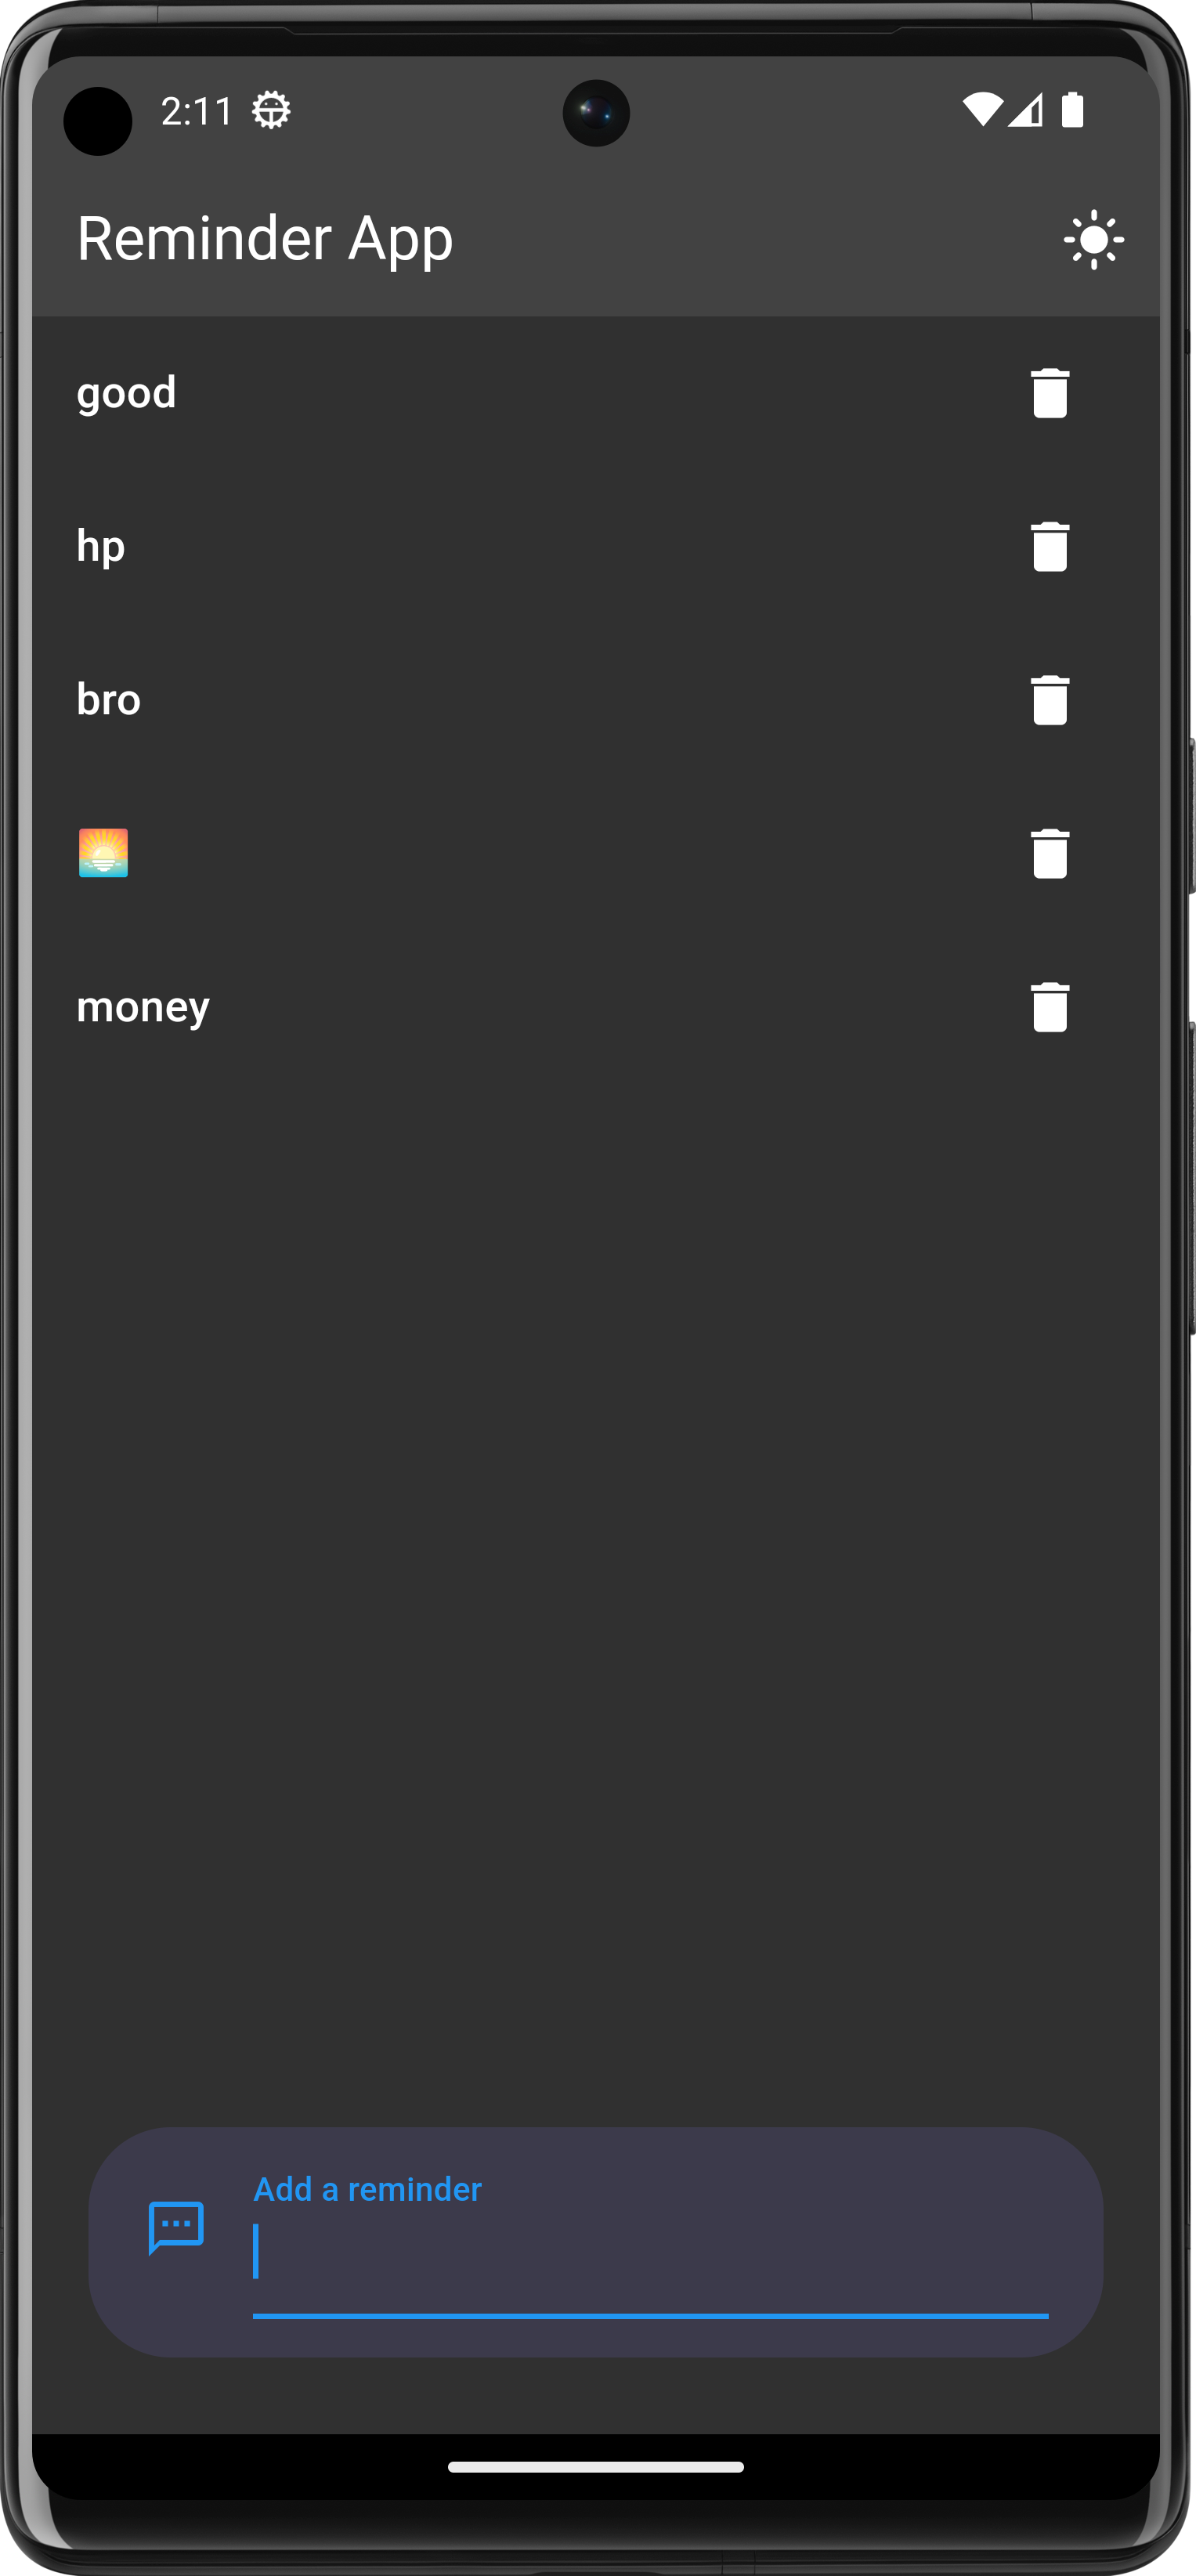 2:11
Reminder App
good
hp
bro
🌅
money
Add a reminder